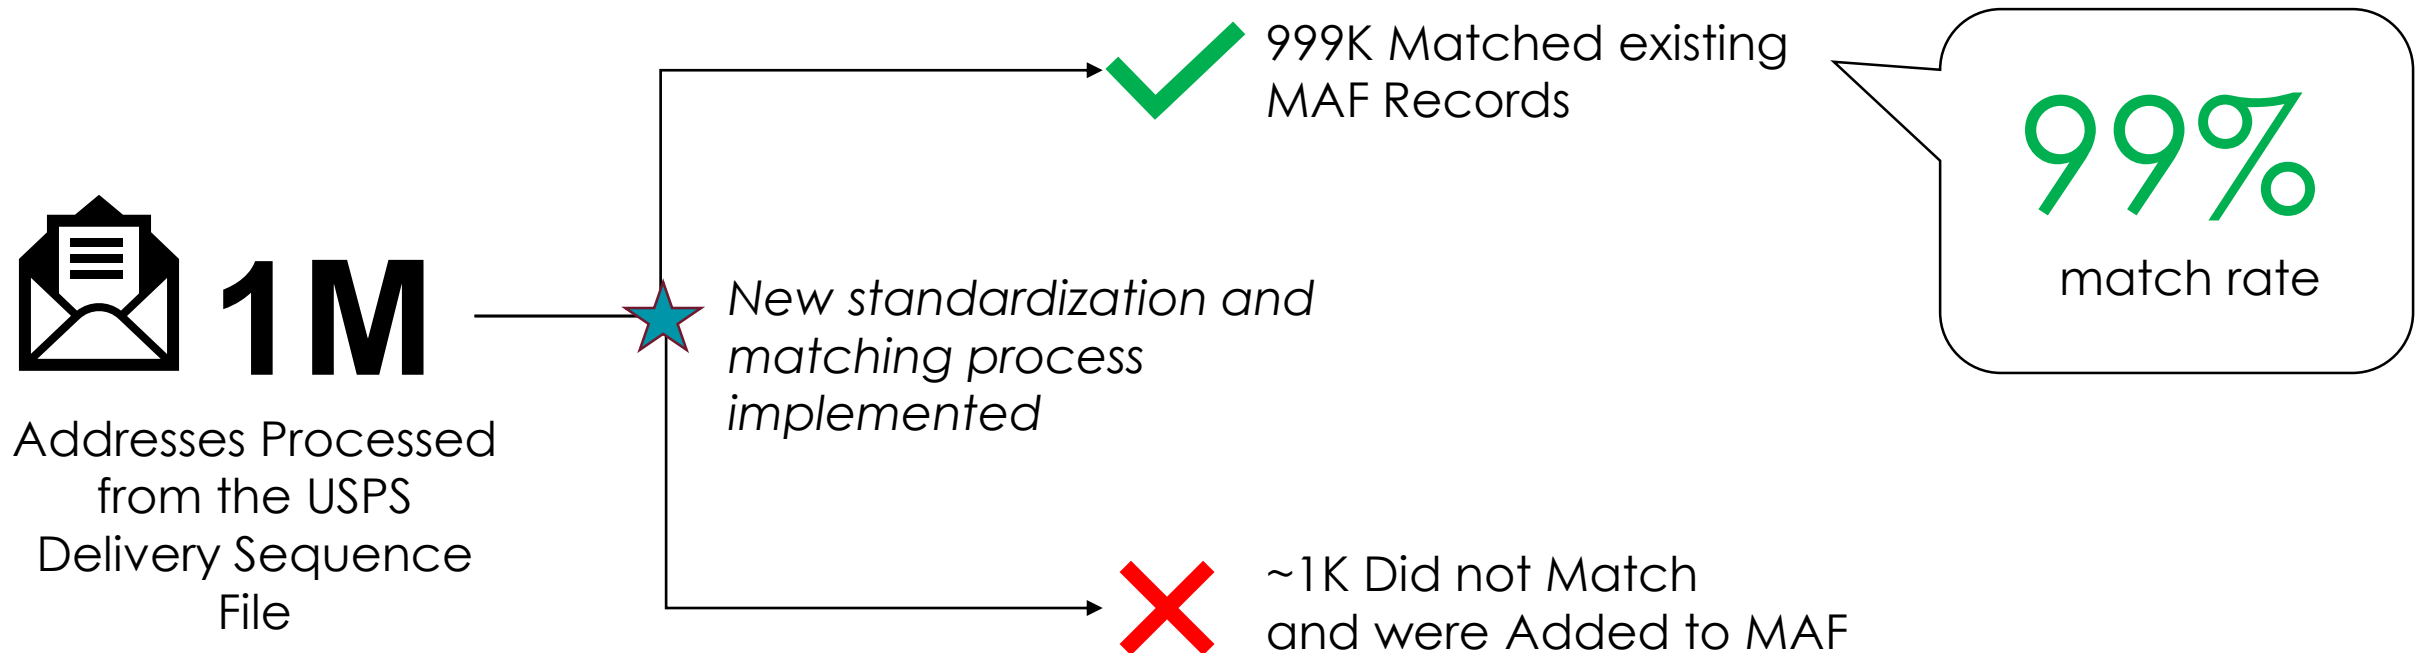 1M
Addresses Processed
from the USPS
Delivery Sequence
File
New standardization and
matching process
implemented
999K Matched existing
MAF Records
99%
match rate
~1K Did not Match
and were Added to MAF